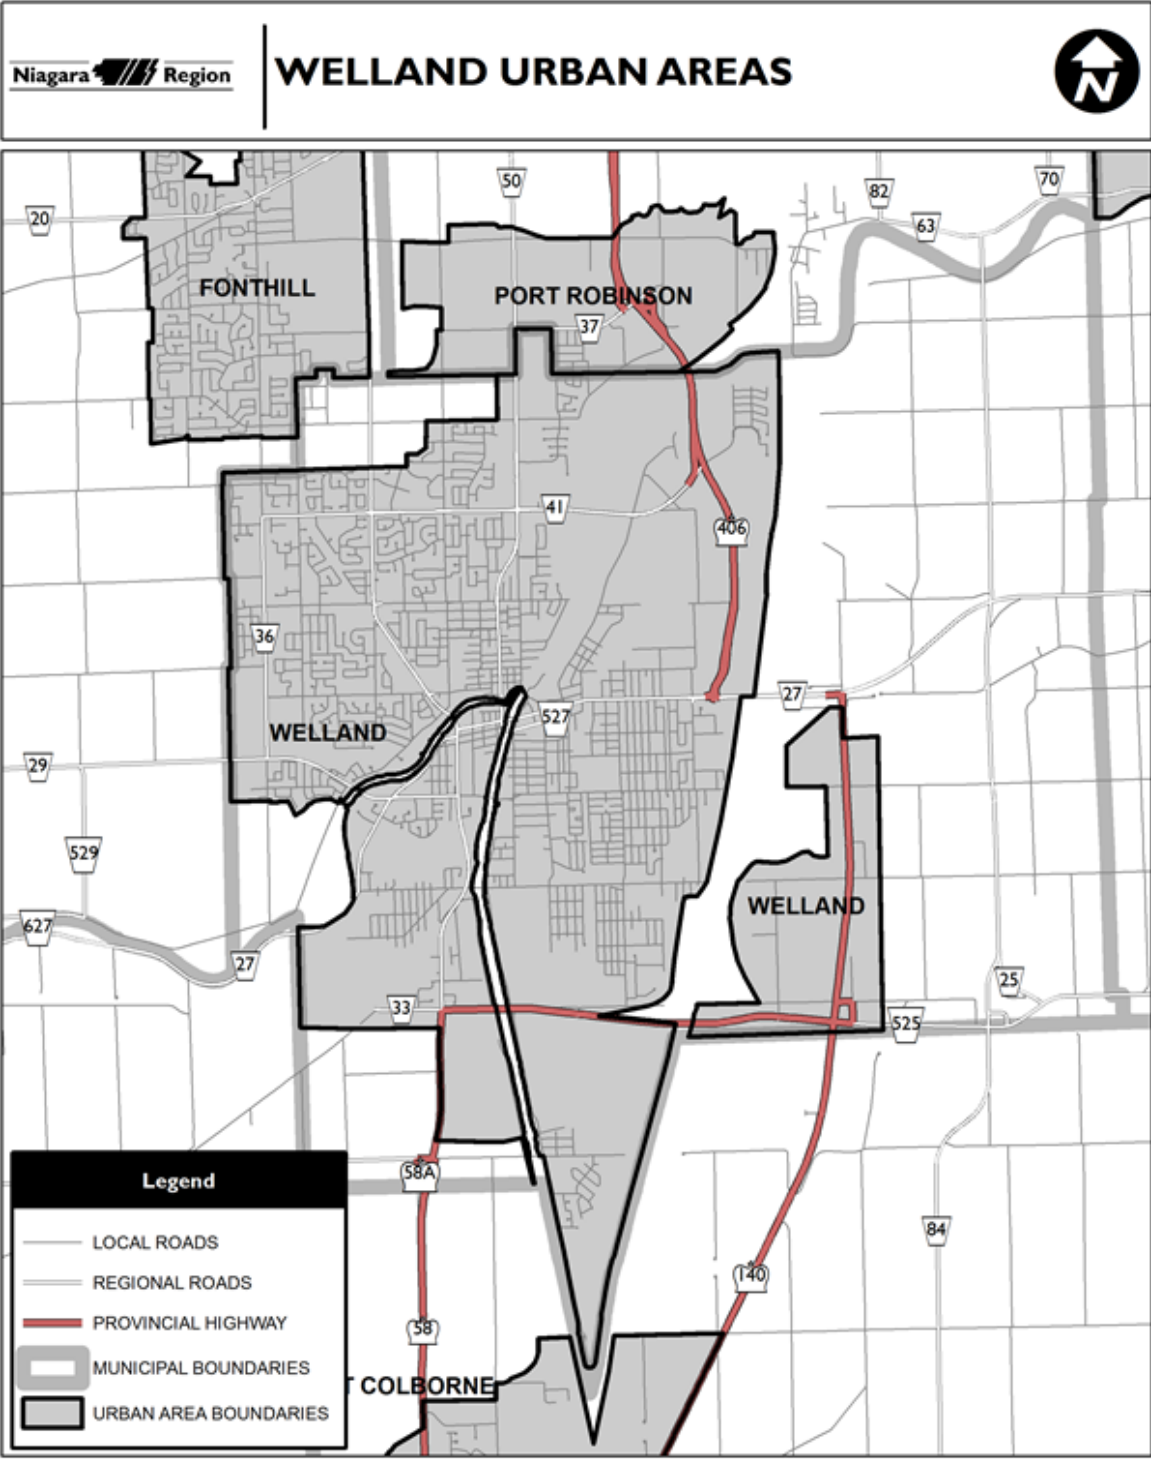 Niagara Region
WELLAND URBAN AREAS
N
50
82
70
20
63
FONTHILL
PORT ROBINSON
37
41
406
36
27
527
WELLAND
29
529
WELLAND
627
27
25
33
525
58A
84
140
58
T COLBORNE
Legend
LOCAL ROADS
REGIONAL ROADS
PROVINCIAL HIGHWAY
MUNICIPAL BOUNDARIES
URBAN AREA BOUNDARIES